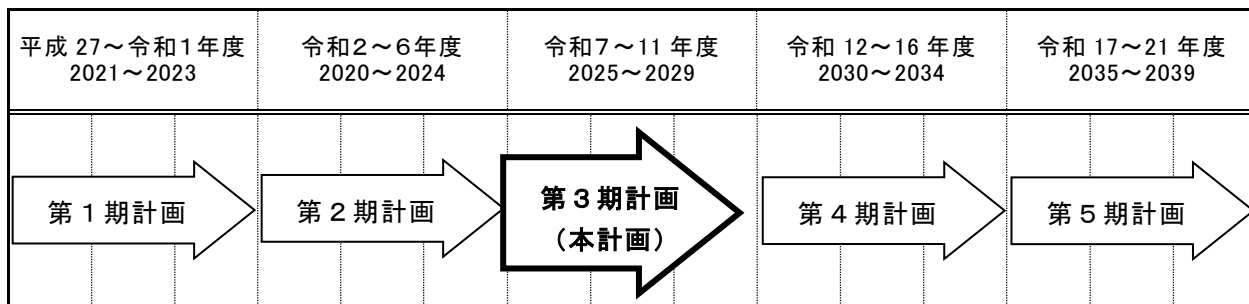 平成 27～令和１年度
2021～2023
令和２～６年度
2020～2024
令和７～11 年度
2025～2029
令和 12～16 年度
2030～2034
令和 17～21 年度
2035～2039
第１期計画
第２期計画
第３期計画
（本計画）
第４期計画
第５期計画